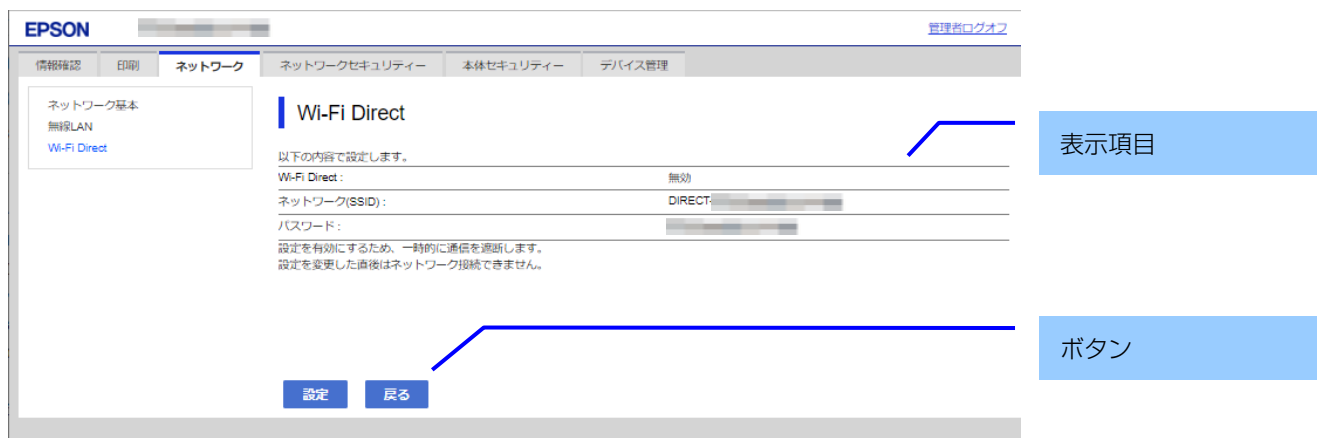 EPSON
管理者ログオフ
情報確認 印刷 ネットワーク ネットワークセキュリティー 本体セキュリティー デバイス管理
ネットワーク基本
無線LAN
Wi-Fi Direct
Wi-Fi Direct
以下の内容で設定します。
Wi-Fi Direct : 無効
ネットワーク(SSID) : DIRECT-
パスワード :
設定を有効にするため、一時的に通信を遮断します。
設定を変更した直後はネットワーク接続できません。
設定 戻る
表示項目
ボタン